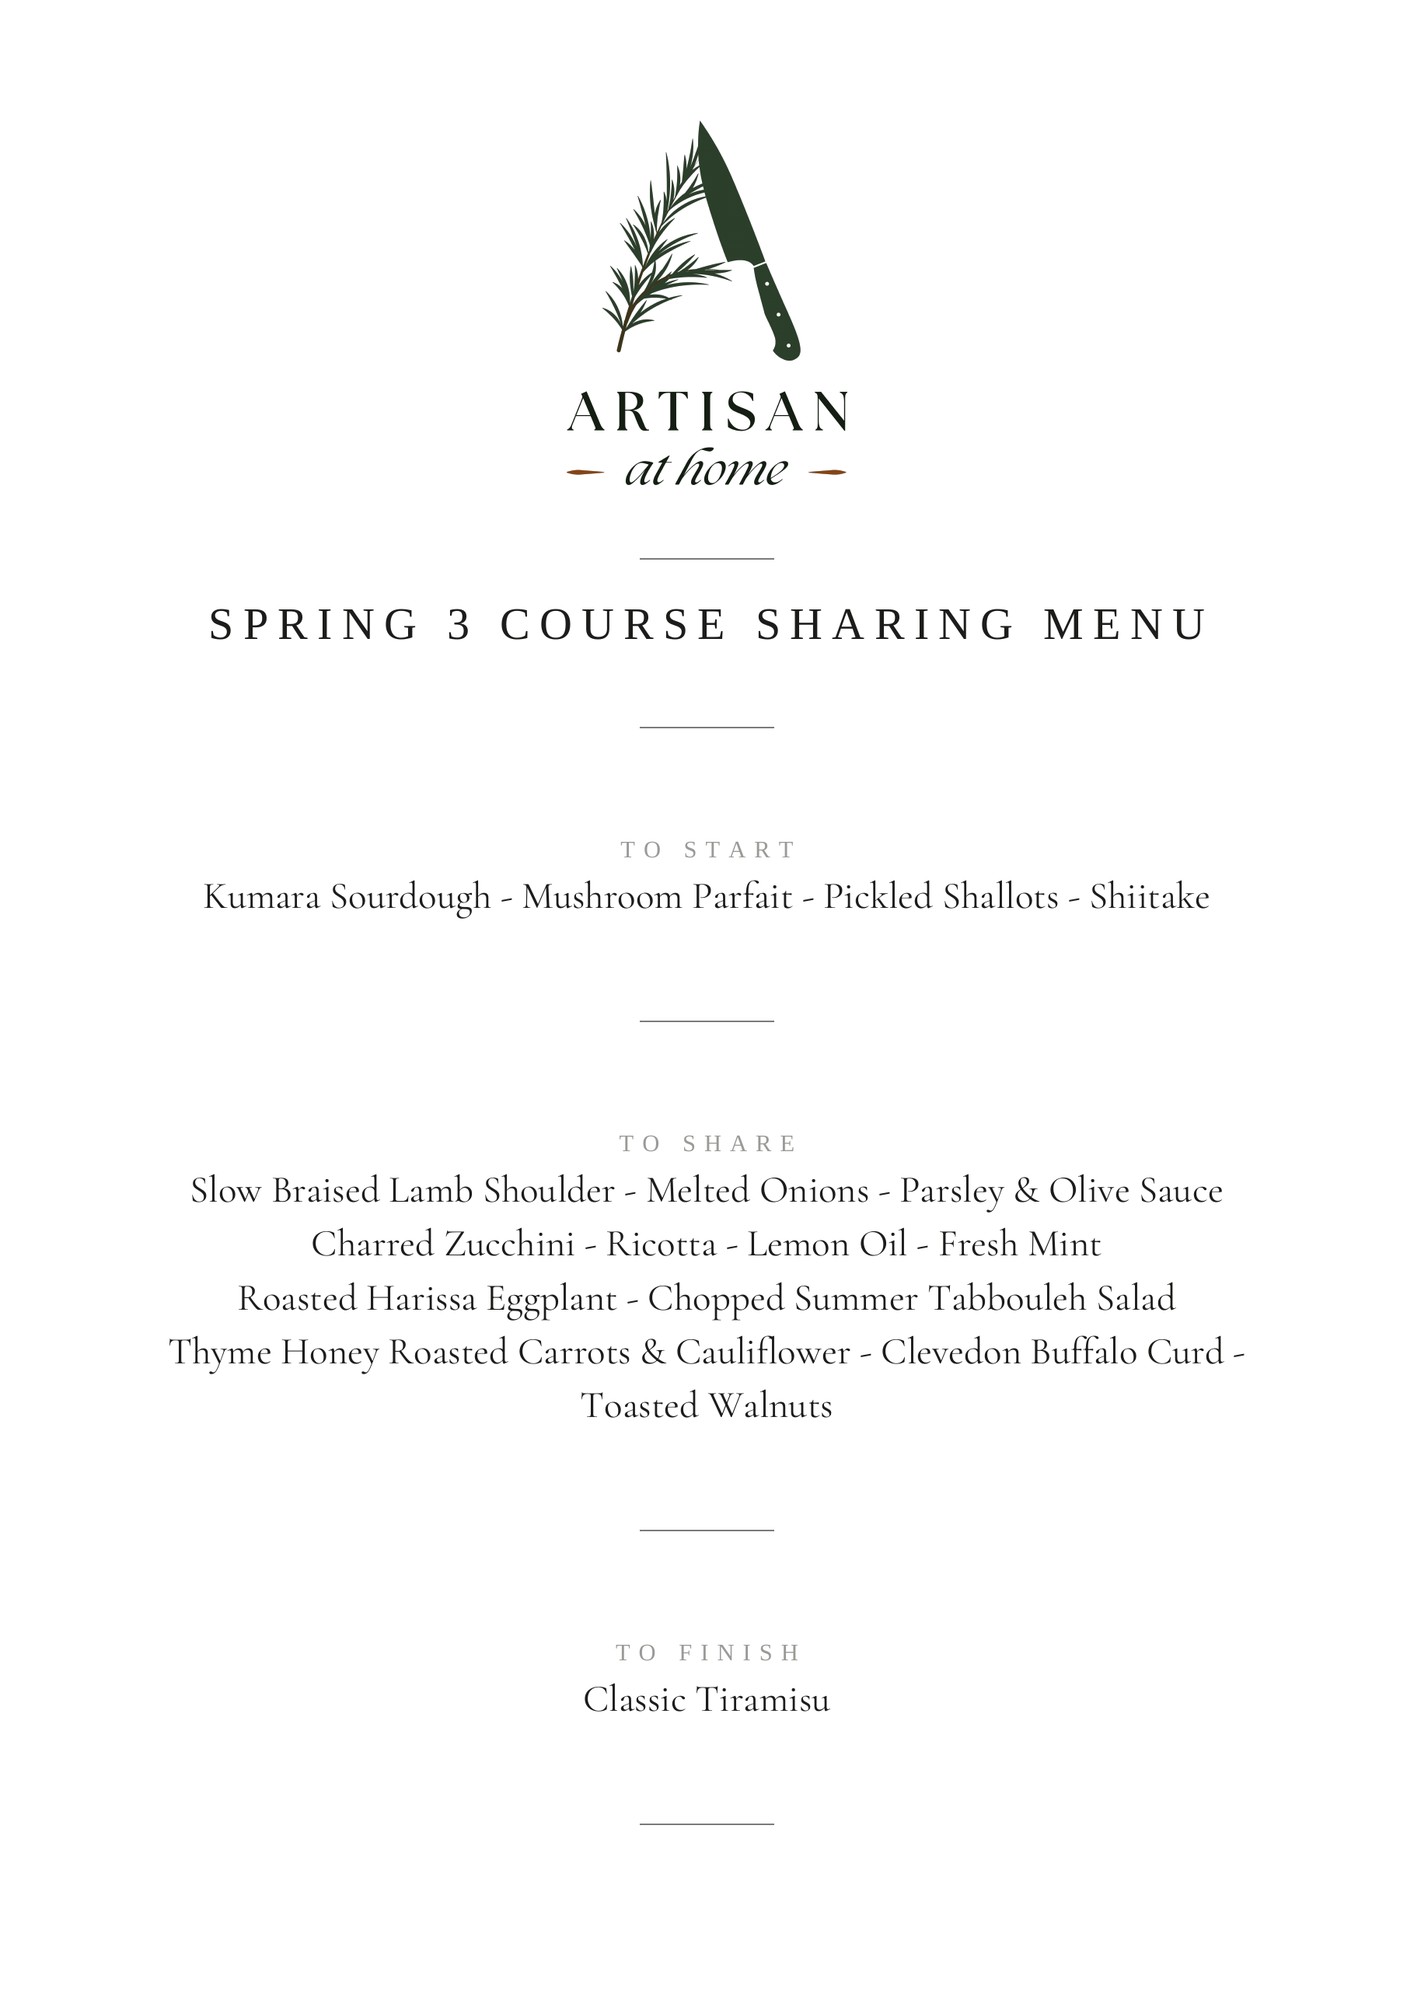 ARTISAN
at home
SPRING 3 COURSE SHARING MENU
TO START
Kumara Sourdough - Mushroom Parfait - Pickled Shallots - Shiitake
TO SHARE
Slow Braised Lamb Shoulder - Melted Onions - Parsley & Olive Sauce
Charred Zucchini - Ricotta - Lemon Oil - Fresh Mint
Roasted Harissa Eggplant - Chopped Summer Tabbouleh Salad
Thyme Honey Roasted Carrots & Cauliflower - Clevedon Buffalo Curd -
Toasted Walnuts
TO FINISH
Classic Tiramisu